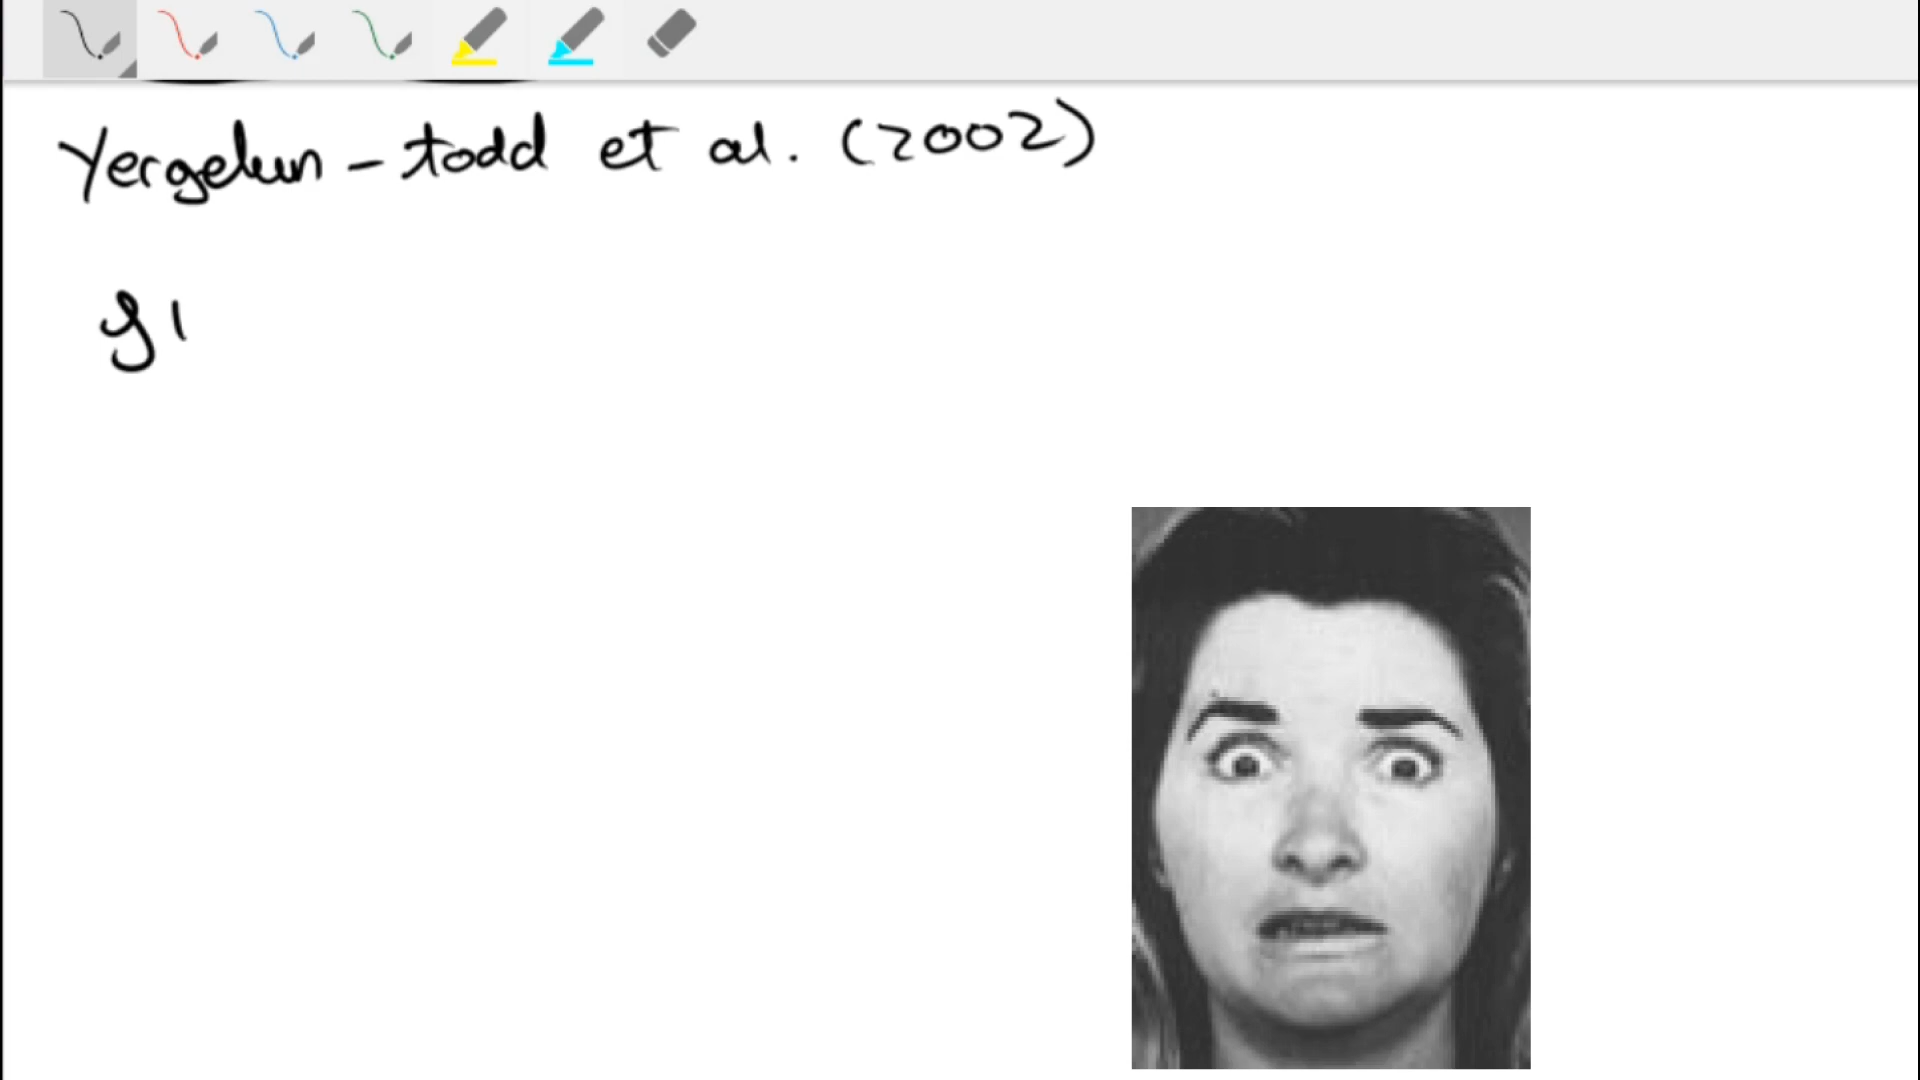 Yergelun - todd et al. (2002)